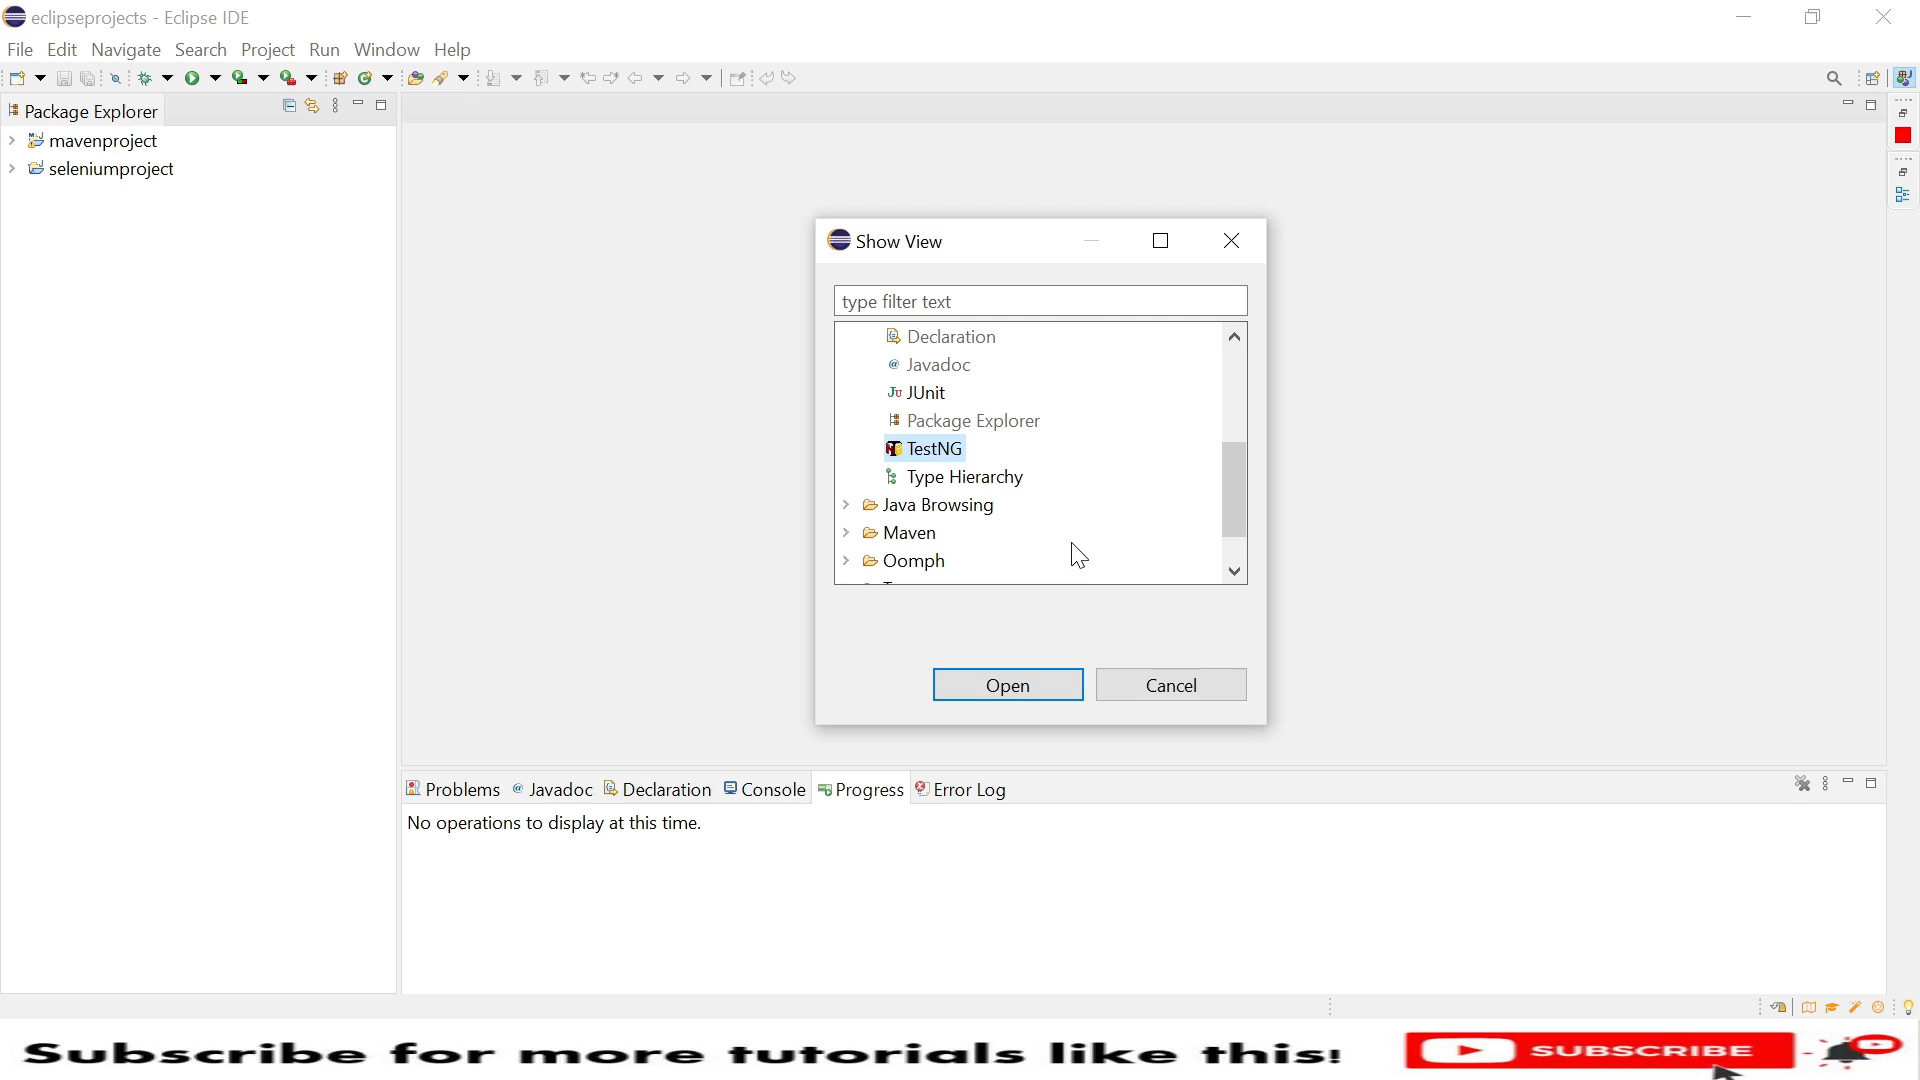 eclipseprojects - Eclipse IDE
File Edit Navigate Search Project Run Window Help
Package Explorer
mavenproject
seleniumproject
Show View
type filter text
Declaration
Javadoc
JUnit
Package Explorer
TestNG
Type Hierarchy
Java Browsing
Maven
Oomph
Open Cancel
Problems Javadoc Declaration Console Progress Error Log
No operations to display at this time.
Subscribe for more tutorials like this! SUBSCRIBE